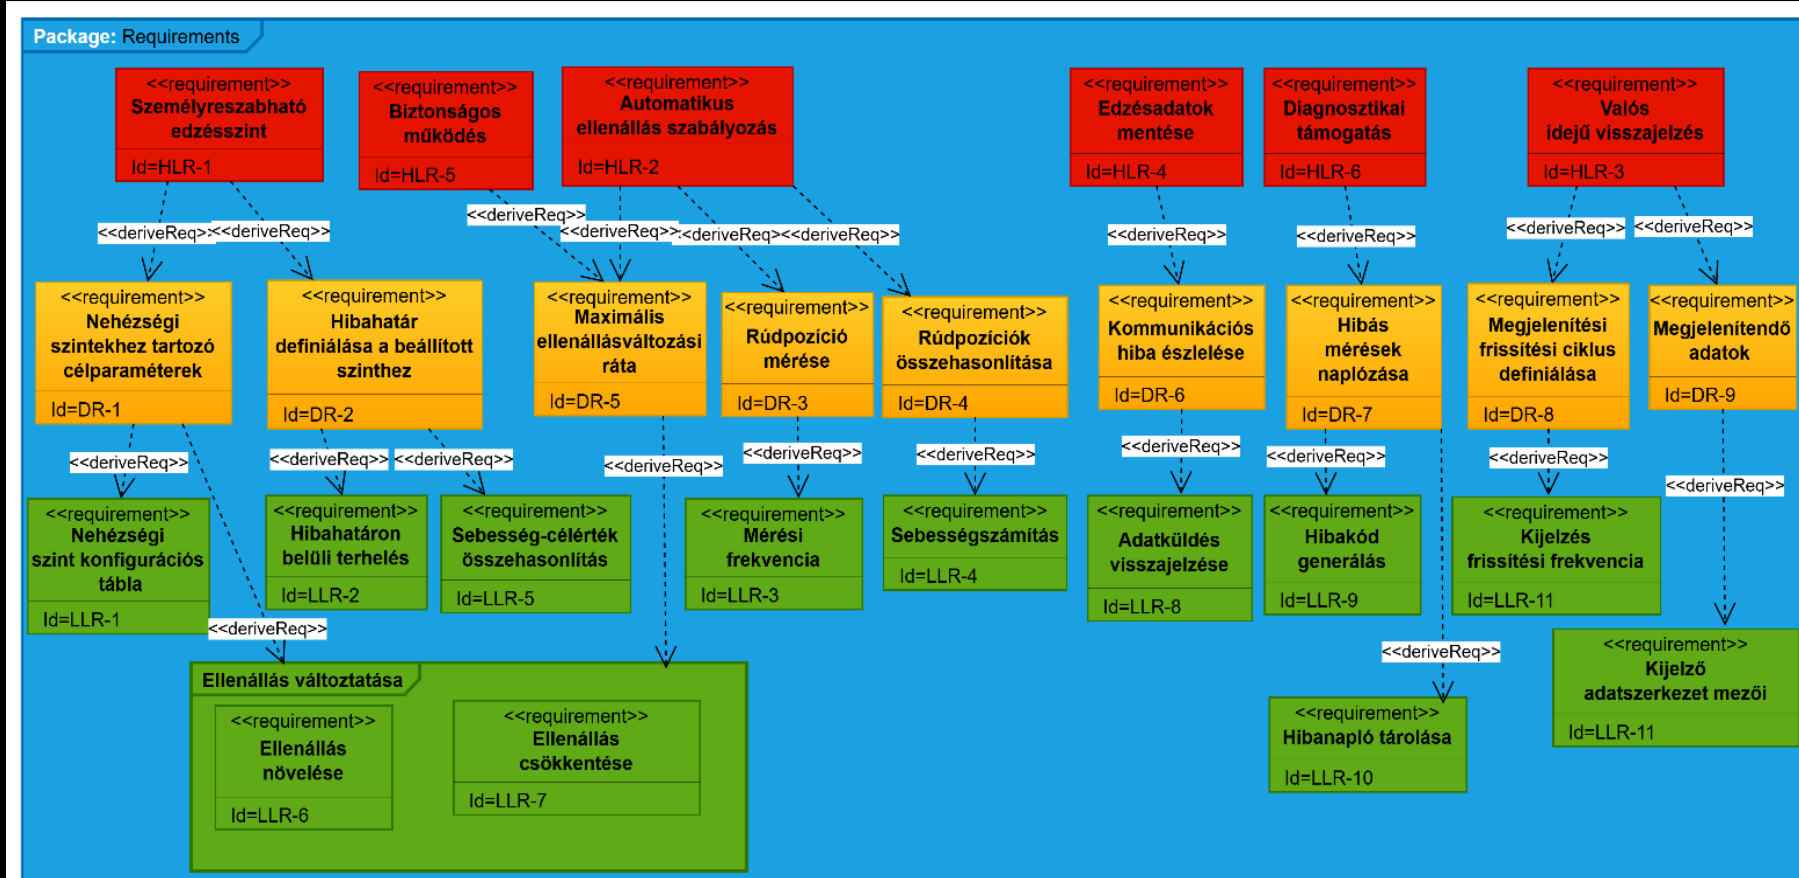 Package: Requirements
<<requirement>>
Személyreszabható
edzésszint
Id=HLR-1
<<requirement>>
Biztonságos
működés
Id=HLR-5
<<requirement>>
Automatikus
ellenállás szabályozás
Id=HLR-2
<<requirement>>
Edzésadatok
mentése
Id=HLR-4
<<requirement>>
Diagnosztikai
támogatás
Id=HLR-6
<<requirement>>
Valós
idejű visszajelzés
Id=HLR-3
<<deriveReq>>
<<deriveReq>>
<<deriveReq>>
<<deriveReq>>
<<deriveReq>>
<<deriveReq>>
<<deriveReq>>
<<deriveReq>>
<<deriveReq>>
<<deriveReq>>
<<requirement>>
Nehézségi
szintekhez tartozó
célparaméterek
Id=DR-1
<<requirement>>
Hibahatár
definiálása a beállított
szinthez
Id=DR-2
<<requirement>>
Maximális
ellenállásváltozási
ráta
Id=DR-5
<<requirement>>
Rúdpozíció
mérése
Id=DR-3
<<requirement>>
Rúdpozíciók
összehasonlítása
Id=DR-4
<<requirement>>
Kommunikációs
hiba észlelése
Id=DR-6
<<requirement>>
Hibás
mérések
naplózása
Id=DR-7
<<requirement>>
Megjelenítési
frissítési ciklus
definiálása
Id=DR-8
<<requirement>>
Megjelenítendő
adatok
Id=DR-9
<<deriveReq>>
<<deriveReq>>
<<deriveReq>>
<<deriveReq>>
<<deriveReq>>
<<deriveReq>>
<<deriveReq>>
<<deriveReq>>
<<deriveReq>>
<<deriveReq>>
<<requirement>>
Nehézségi
szint konfigurációs
tábla
Id=LLR-1
<<requirement>>
Hibahatáron
belüli terhelés
Id=LLR-2
<<requirement>>
Sebesség-célérték
összehasonlítás
Id=LLR-5
<<requirement>>
Mérési
frekvencia
Id=LLR-3
<<requirement>>
Sebességszámítás
Id=LLR-4
<<requirement>>
Adatküldés
visszajelzése
Id=LLR-8
<<requirement>>
Hibakód
generálás
Id=LLR-9
<<requirement>>
Kijelzés
frissítési frekvencia
Id=LLR-11
<<deriveReq>>
<<deriveReq>>
<<requirement>>
Kijelző
adatszerkezet mezői
Id=LLR-11
Ellenállás változtatása
<<requirement>>
Ellenállás
növelése
Id=LLR-6
<<requirement>>
Ellenállás
csökkentése
Id=LLR-7
<<requirement>>
Hibanapló tárolása
Id=LLR-10